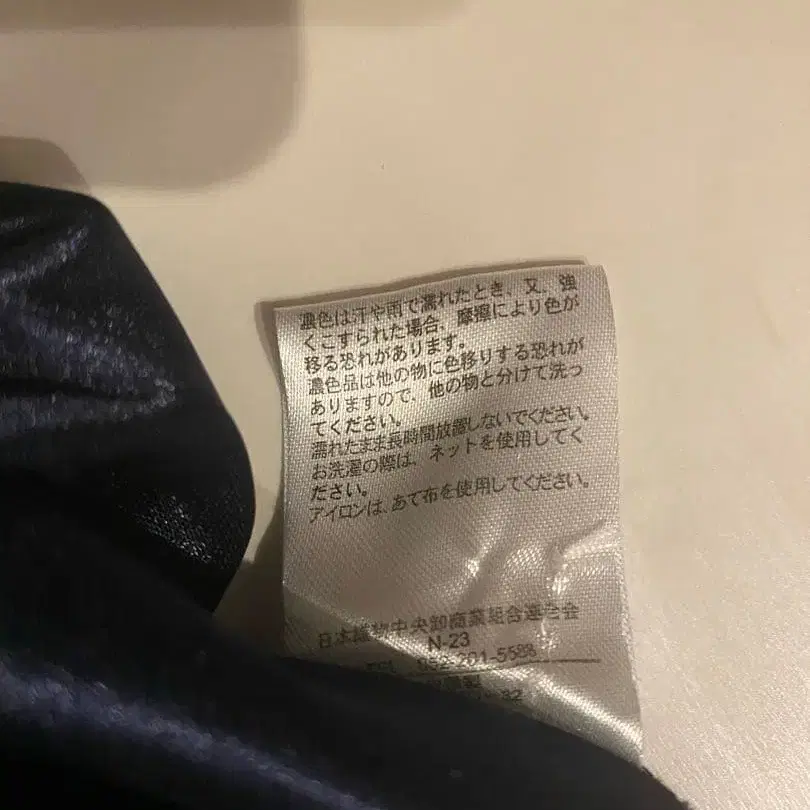 濃色は汗や雨で濡れたとき、又、強
くこすられた場合、摩擦により色が
移る恐れがあります。
濃色品は他の物に色移りする恐れが
ありますので、他の物と分けて洗っ
てください。
濡れたまま長時間放置しないでください。
お洗濯の際は、ネットを使用してく
ださい。
アイロンは、あて布を使用してください。
日本織物中央卸商業組合連合会
N-23
052-201-5588
製
32